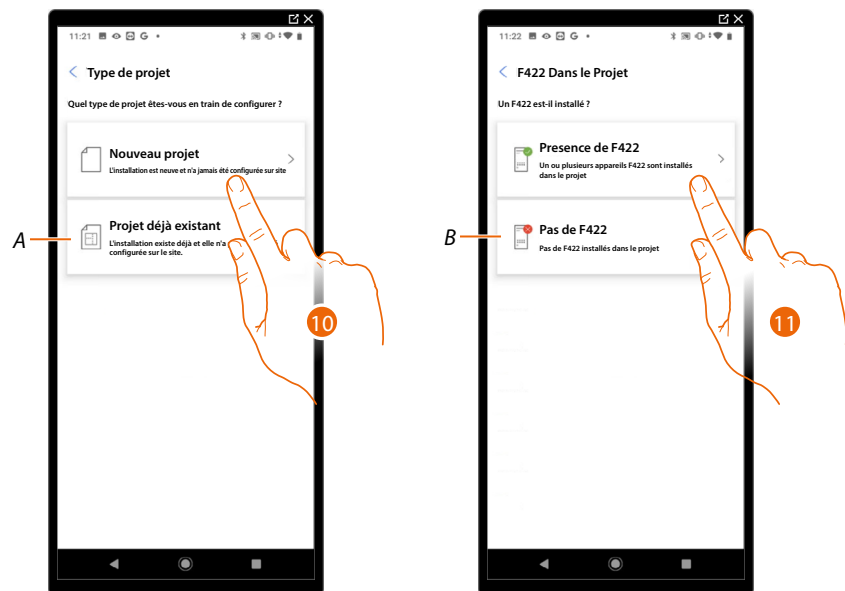 11:21 G
Type de projet
Quel type de projet êtes-vous en train de configurer ?
Nouveau projet
L'installation est neuve et n'a jamais été configurée sur site
A
Projet déjà existant
L'installation existe déjà et elle n'a
configurée sur le site.
10
11:22 G
F422 Dans le Projet
Un F422 est-il installé ?
Presence de F422
Un ou plusieurs appareils F422 sont installés
dans le projet
B
Pas de F422
Pas de F422 installés dans le projet
11